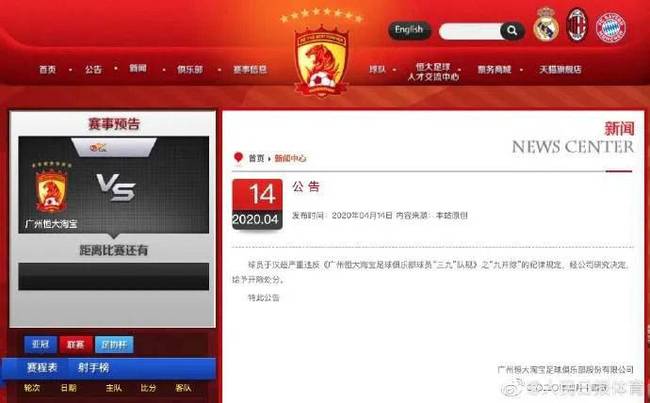 English
首页
公告
新闻
俱乐部
赛事信息
球队
恒大足球
人才交流中心
票务商城
天猫旗舰店
赛事预告
VS
广州恒大淘宝
距离比赛还有
亚冠
联赛
足协杯
赛程表
射手榜
轮次
日期
主队
比分
客队
新闻
NEWS CENTER
首页 > 新闻中心
14
2020.04
公告
发布时间：2020年04月14日 内容来源：本站原创
球员于汉超严重违反《广州恒大淘宝足球俱乐部球员“三九”队规》之“九开除”的纪律规定，经公司研究决定，
给予开除处分。
特此公告
广州恒大淘宝足球俱乐部股份有限公司
@人民日报体育